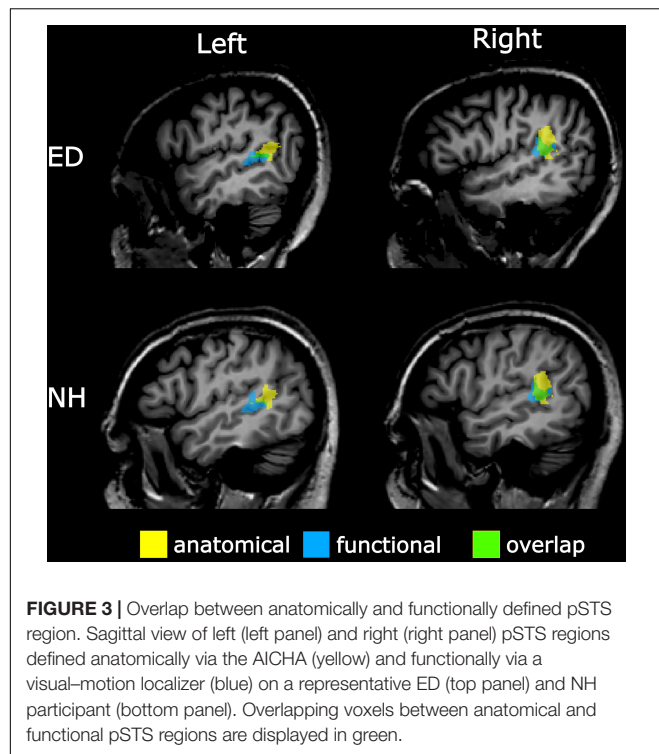 Left Right
ED
NH
anatomical functional overlap
FIGURE 3 | Overlap between anatomically and functionally defined pSTS
region. Sagittal view of left (left panel) and right (right panel) pSTS regions
defined anatomically via the AICHA (yellow) and functionally via a
visual–motion localizer (blue) on a representative ED (top panel) and NH
participant (bottom panel). Overlapping voxels between anatomical and
functional pSTS regions are displayed in green.